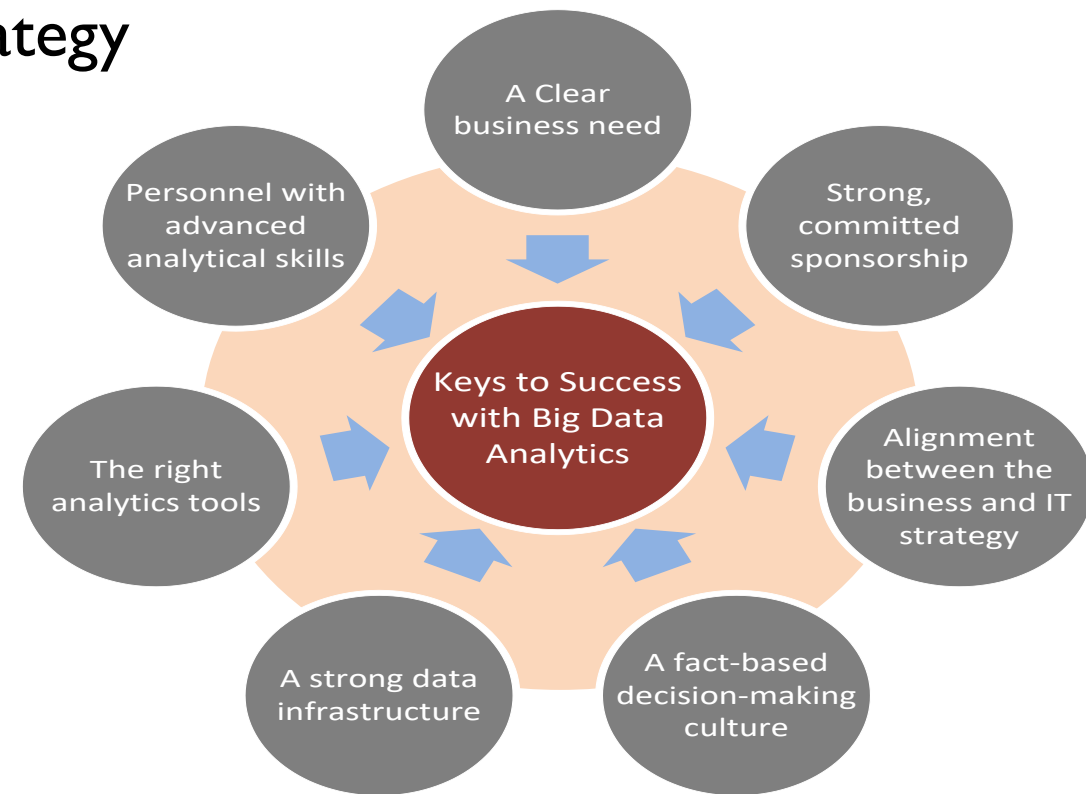 ategy
A Clear
business need
Strong,
committed
sponsorship
Alignment
between the
business and IT
strategy
A fact-based
decision-making
culture
A strong data
infrastructure
The right
analytics tools
Personnel with
advanced
analytical skills
Keys to Success
with Big Data
Analytics